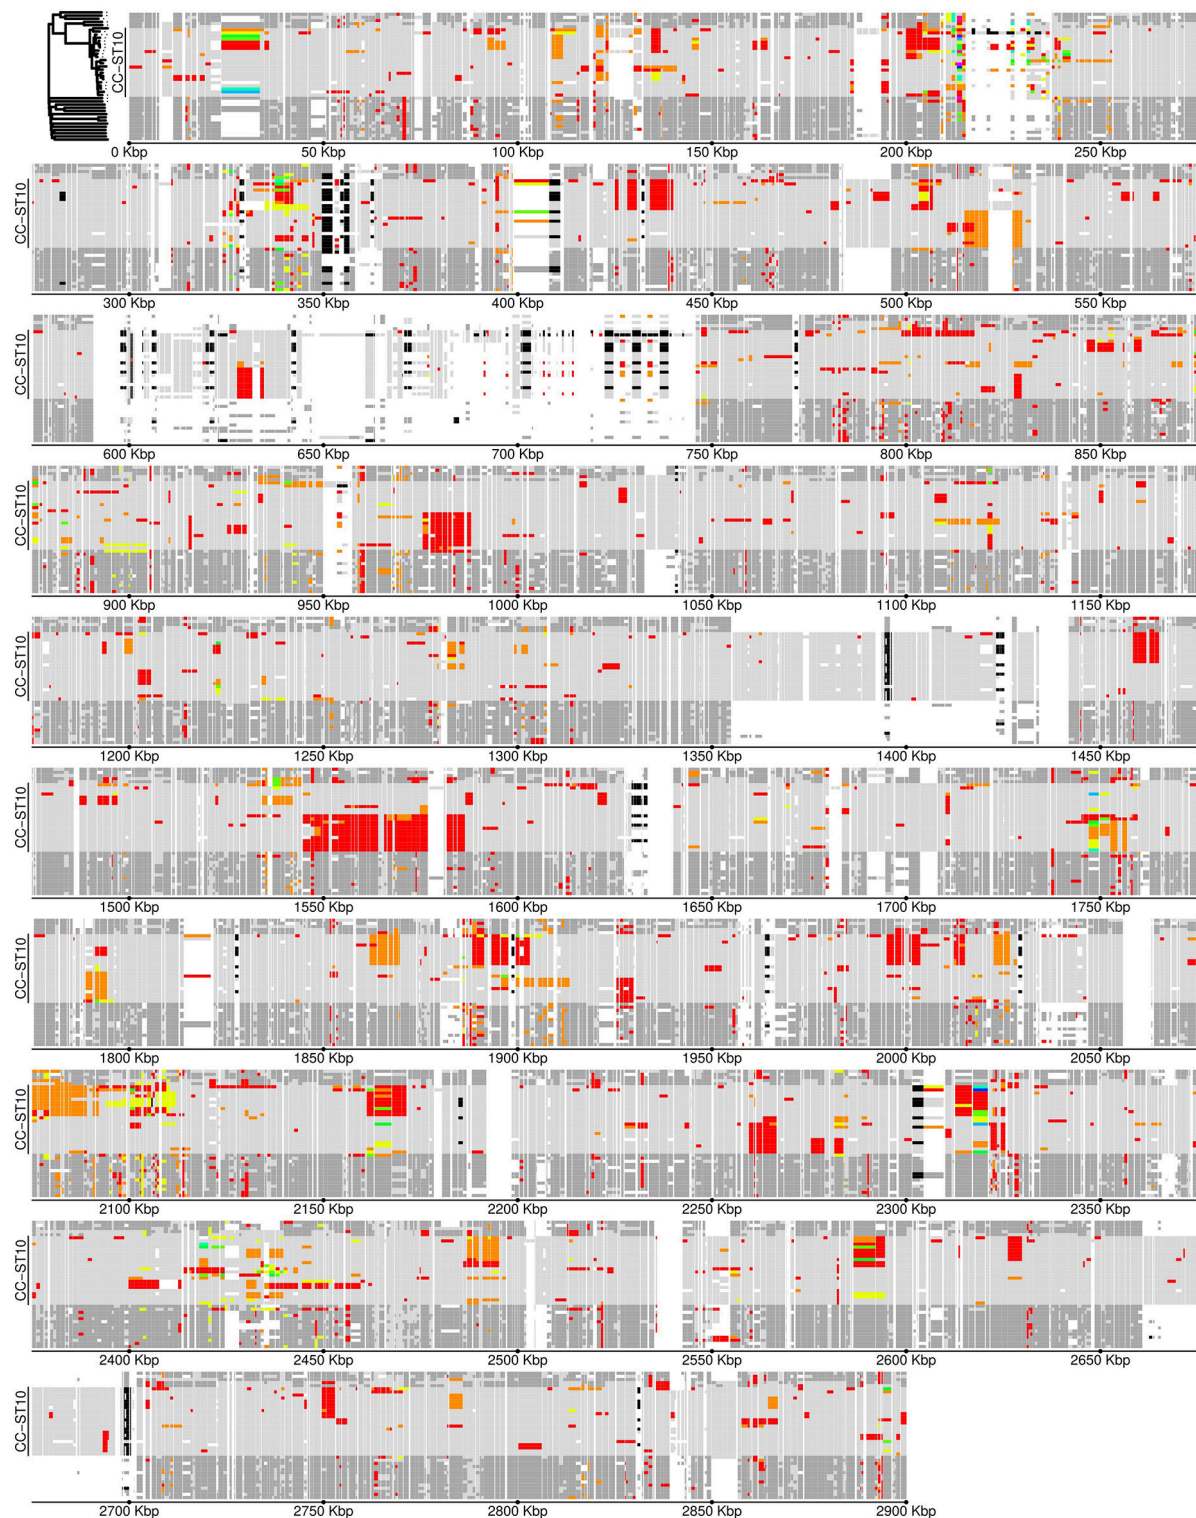 CC-ST10
0 Kbp 50 Kbp 100 Kbp 150 Kbp 200 Kbp 250 Kbp
CC-ST10
300 Kbp 350 Kbp 400 Kbp 450 Kbp 500 Kbp 550 Kbp
CC-ST10
600 Kbp 650 Kbp 700 Kbp 750 Kbp 800 Kbp 850 Kbp
CC-ST10
900 Kbp 950 Kbp 1000 Kbp 1050 Kbp 1100 Kbp 1150 Kbp
CC-ST10
1200 Kbp 1250 Kbp 1300 Kbp 1350 Kbp 1400 Kbp 1450 Kbp
CC-ST10
1500 Kbp 1550 Kbp 1600 Kbp 1650 Kbp 1700 Kbp 1750 Kbp
CC-ST10
1800 Kbp 1850 Kbp 1900 Kbp 1950 Kbp 2000 Kbp 2050 Kbp
CC-ST10
2100 Kbp 2150 Kbp 2200 Kbp 2250 Kbp 2300 Kbp 2350 Kbp
CC-ST10
2400 Kbp 2450 Kbp 2500 Kbp 2550 Kbp 2600 Kbp 2650 Kbp
CC-ST10
2700 Kbp 2750 Kbp 2800 Kbp 2850 Kbp 2900 Kbp